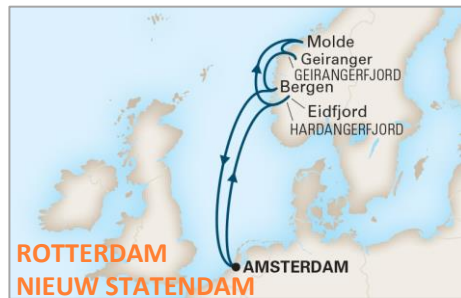 Molde
Geiranger
GEIRANGERFJORD
Bergen
Eidfjord
HARDANGERFJORD
ROTTERDAM
NIEUW STATENDAM
AMSTERDAM